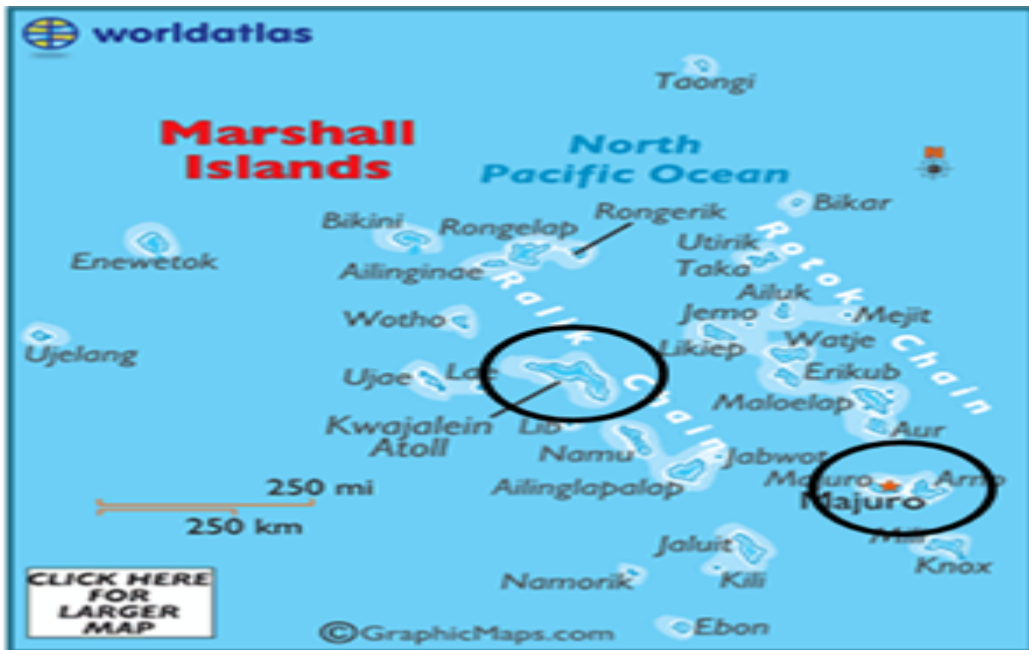 worldatlas
Taongi
Marshall
Islands
North
Pacific Ocean
Bikini
Rongelap
Rongerik
Bikar
Enewetok
Ailinginae
Utirik
Taka
Rotok Chain
Ralik Chain
Ailuk
Wotho
Jemo
Mejit
Ujelang
Likiep
Watje
Ujae
Lae
Erikub
Kwajalein
Atoll
Lib
Maloelap
Aur
Namu
Jabwot
Ailinglapalap
Majuro
Arno
Majuro
250 mi
250 km
Mili
Knox
Jaluit
Namorik
Kili
Ebon
CLICK HERE
FOR
LARGER
MAP
©GraphicMaps.com